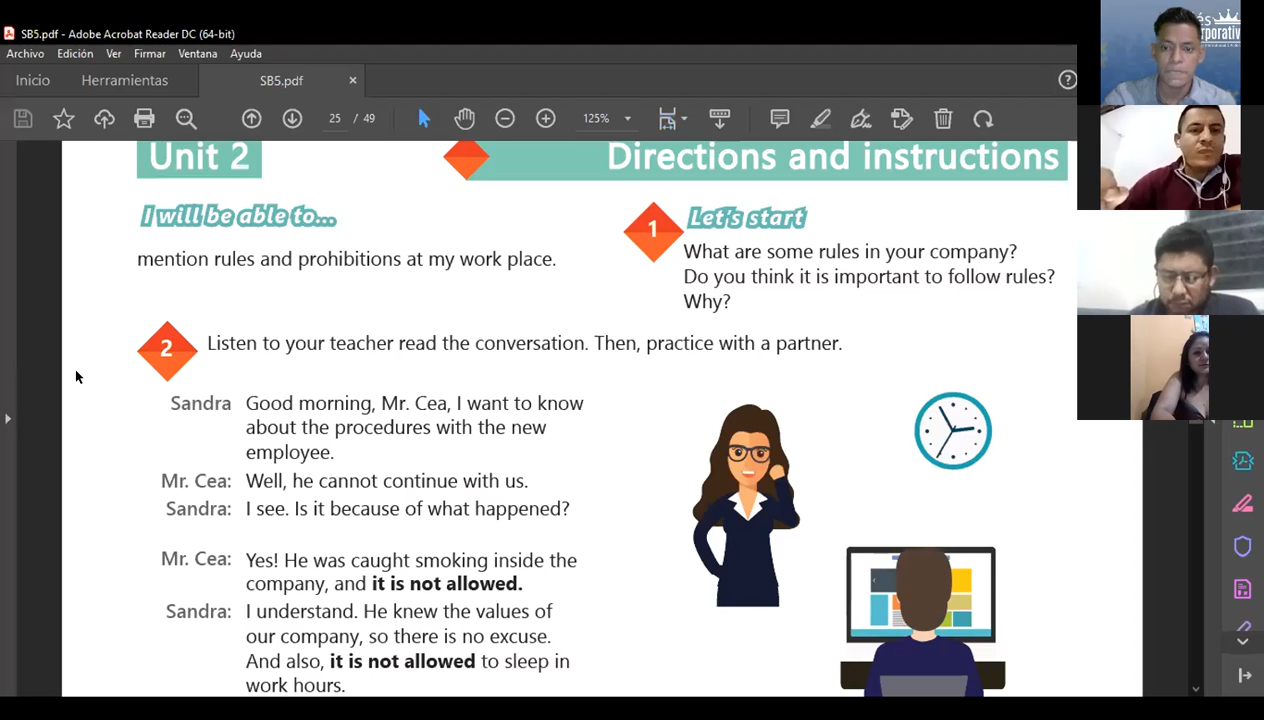 SB5.pdf - Adobe Acrobat Reader DC (64-bit)
Archivo Edición Ver Firmar Ventana Ayuda
Inicio Herramientas SB5.pdf
25 / 49 125%
Unit 2
Directions and instructions
I will be able to...
mention rules and prohibitions at my work place.
1
Let's start
What are some rules in your company?
Do you think it is important to follow rules?
Why?
2
Listen to your teacher read the conversation. Then, practice with a partner.
Sandra Good morning, Mr. Cea, I want to know
about the procedures with the new
employee.
Mr. Cea: Well, he cannot continue with us.
Sandra: I see. Is it because of what happened?
Mr. Cea: Yes! He was caught smoking inside the
company, and it is not allowed.
Sandra: I understand. He knew the values of
our company, so there is no excuse.
And also, it is not allowed to sleep in
work hours.